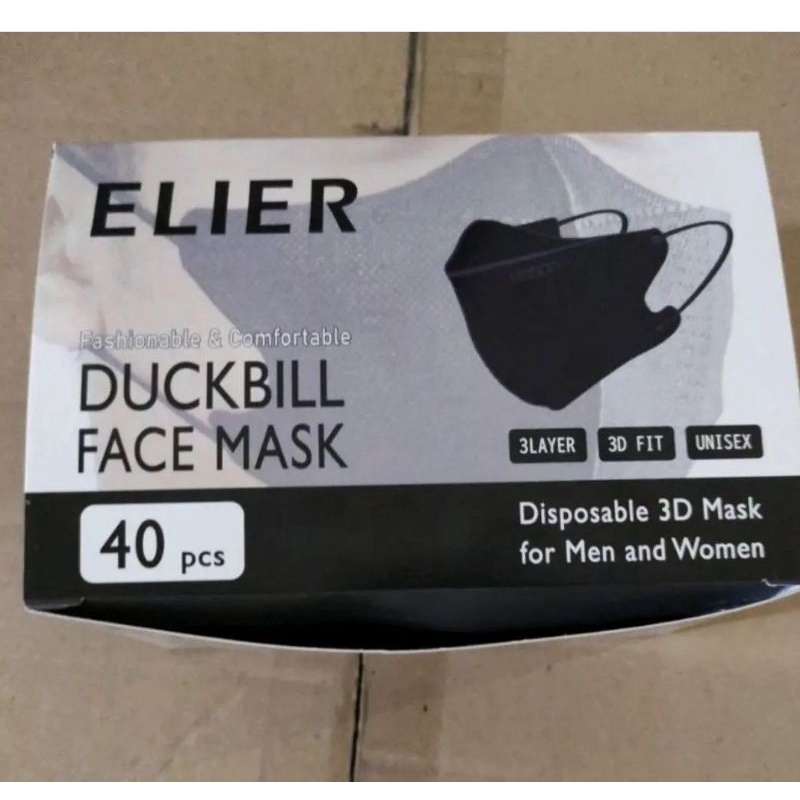 ELIER
Fashionable & Comfortable
DUCKBILL
FACE MASK
3LAYER
3D FIT
UNISEX
40 pcs
Disposable 3D Mask
for Men and Women